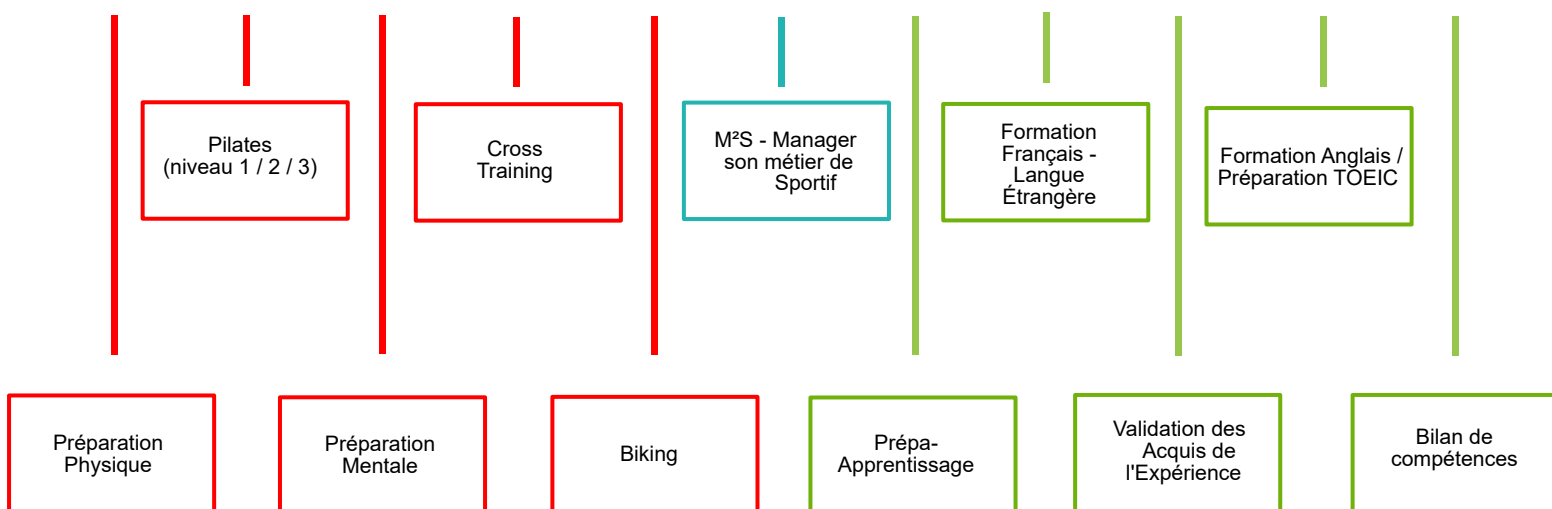 Pilates
(niveau 1 / 2 / 3)
Cross
Training
M²S - Manager
son métier de
Sportif
Formation
Français -
Langue
Étrangère
Formation Anglais /
Préparation TOEIC
Préparation
Physique
Préparation
Mentale
Biking
Prépa-
Apprentissage
Validation des
Acquis de
l'Expérience
Bilan de
compétences